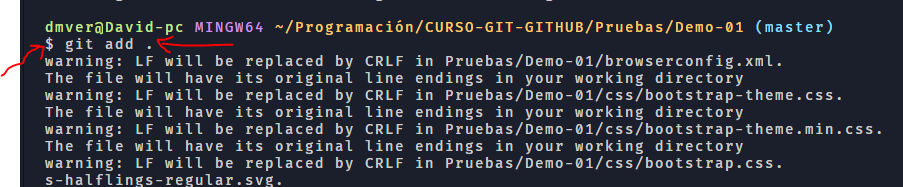 dmver@David-pc MINGW64 ~/Programación/CURSO-GIT-GITHUB/Pruebas/Demo-01 (master)
$ git add .
warning: LF will be replaced by CRLF in Pruebas/Demo-01/browserconfig.xml.
The file will have its original line endings in your working directory
warning: LF will be replaced by CRLF in Pruebas/Demo-01/css/bootstrap-theme.css.
The file will have its original line endings in your working directory
warning: LF will be replaced by CRLF in Pruebas/Demo-01/css/bootstrap-theme.min.css.
The file will have its original line endings in your working directory
warning: LF will be replaced by CRLF in Pruebas/Demo-01/css/bootstrap.css.
s-halflings-regular.svg.